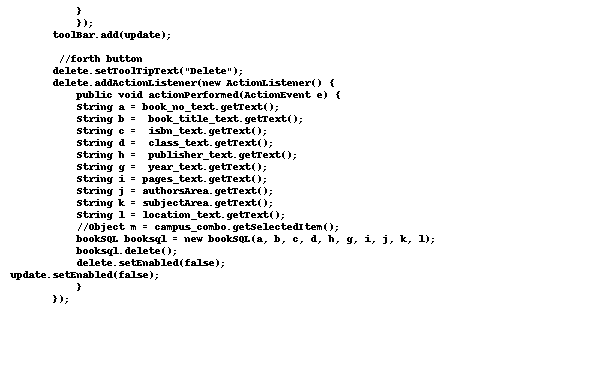 }
});
toolBar.add(update);
//forth button
delete.setToolTipText("Delete");
delete.addActionListener(new ActionListener() {
public void actionPerformed(ActionEvent e) {
String a = book_no_text.getText();
String b =  book_title_text.getText();
String c =  isbn_text.getText();
String d =  class_text.getText();
String h =  publisher_text.getText();
String g =  year_text.getText();
String i = pages_text.getText();
String j = authorsArea.getText();
String k = subjectArea.getText();
String l = location_text.getText();
//Object m = campus_combo.getSelectedItem();
bookSQL booksql = new bookSQL(a, b, c, d, h, g, i, j, k, l);
booksql.delete();
delete.setEnabled(false);
update.setEnabled(false);
}
});